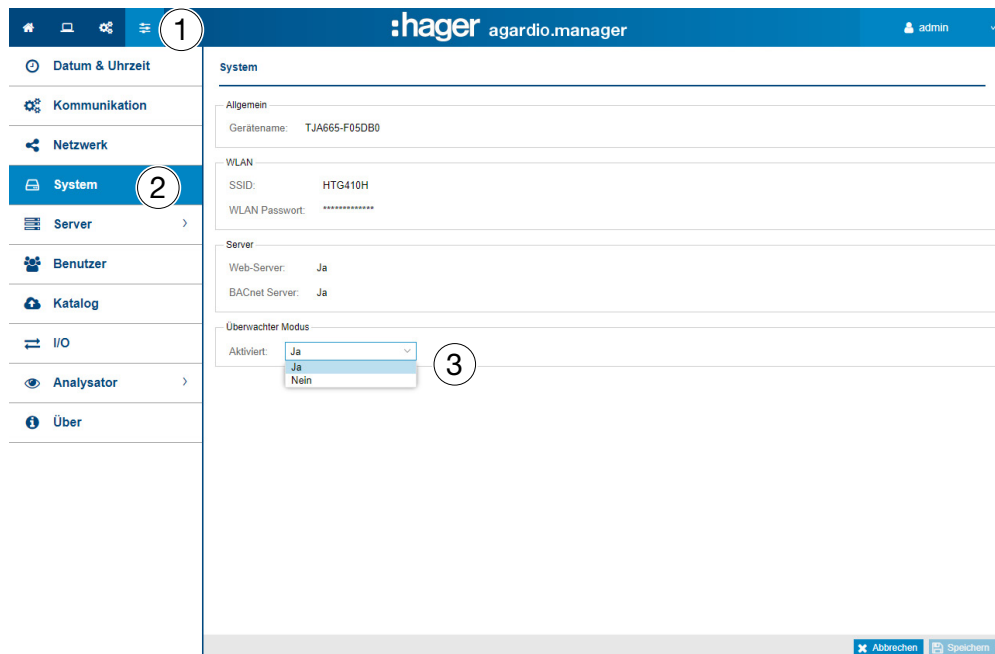 1
:hager agardio.manager
admin
Datum & Uhrzeit
Kommunikation
Netzwerk
System
2
Server
Benutzer
Katalog
I/O
Analysator
Über
System
Allgemein
Gerätename: TJA665-F05DB0
WLAN
SSID: HTG410H
WLAN Passwort: *************
Server
Web-Server: Ja
BACnet Server: Ja
Überwachter Modus
Aktiviert: Ja
Ja
Nein
3
Abbrechen Speichern